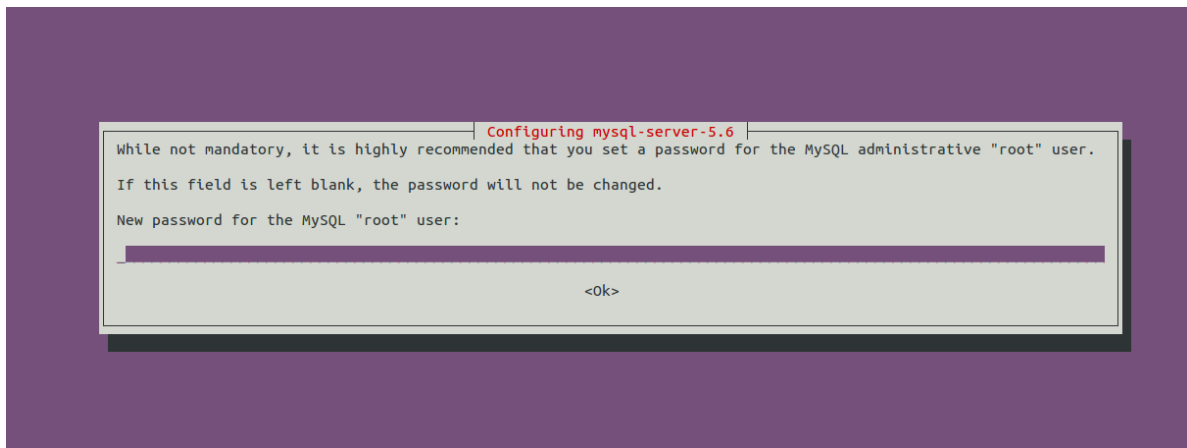 Configuring mysql-server-5.6
While not mandatory, it is highly recommended that you set a password for the MySQL administrative "root" user.
If this field is left blank, the password will not be changed.
New password for the MySQL "root" user:
<Ok>